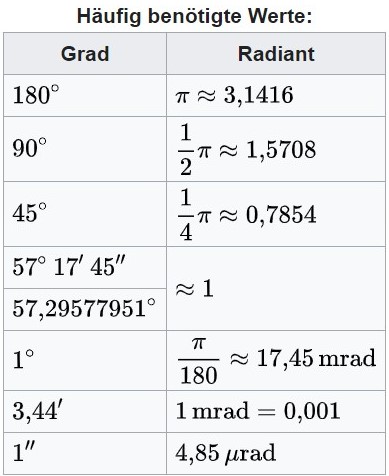 Häufig benötigte Werte:
Grad Radiant
180° π ≈ 3,1416
90° 1/2 π ≈ 1,5708
45° 1/4 π ≈ 0,7854
57° 17′ 45″ ≈ 1
57,29577951°
1° π/180 ≈ 17,45 mrad
3,44′ 1 mrad = 0,001
1″ 4,85 μrad